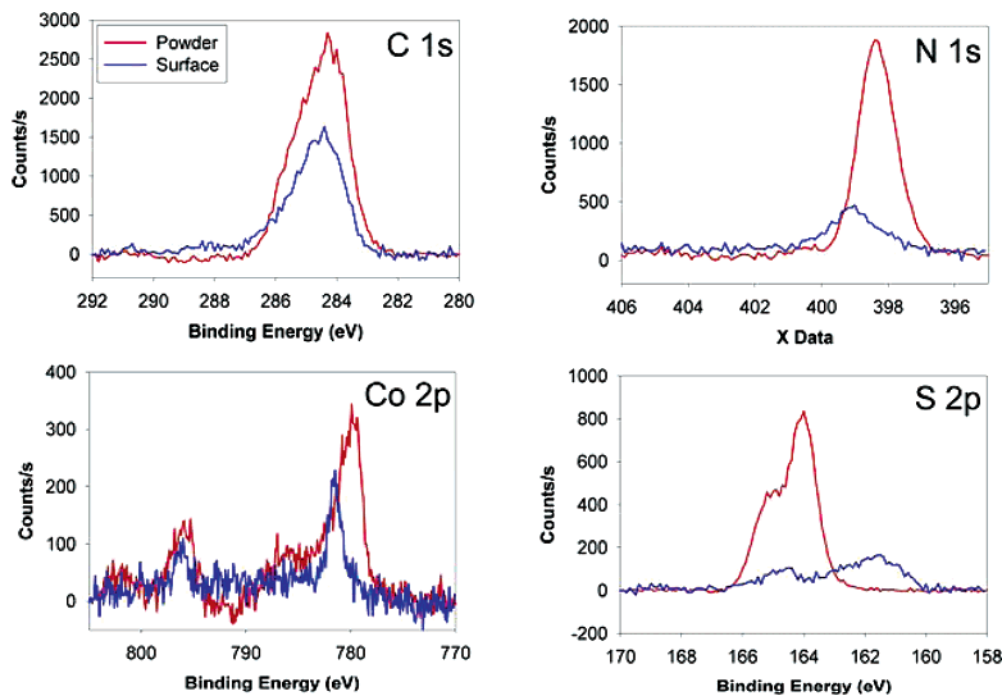 C 1s
Powder
Surface
3000
2500
2000
1500
1000
500
0
Counts/s
292 290 288 286 284 282 280
Binding Energy (eV)
N 1s
2000
1500
1000
500
0
Counts/s
406 404 402 400 398 396
X Data
Co 2p
400
300
200
100
0
Counts/s
800 790 780 770
Binding Energy (eV)
S 2p
1000
800
600
400
200
0
-200
Counts/s
170 168 166 164 162 160 158
Binding Energy (eV)